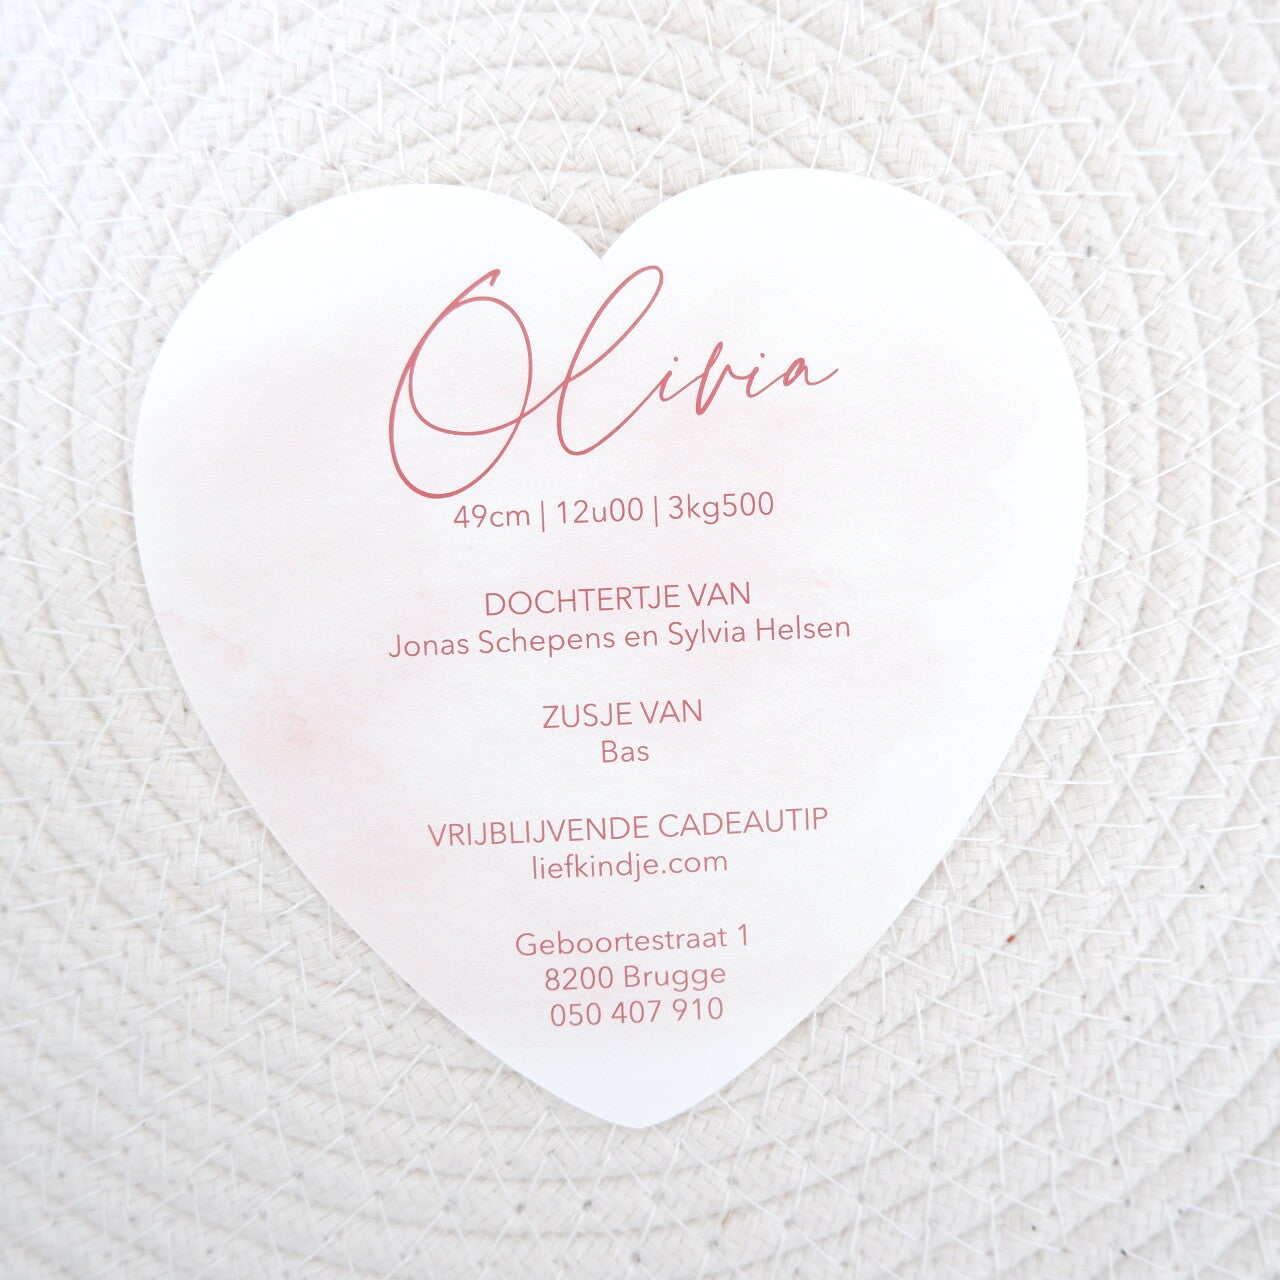 Olivia
49cm | 12u00 | 3kg500
DOCHTERTJE VAN
Jonas Schepens en Sylvia Helsen
ZUSJE VAN
Bas
VRIJBLIJVENDE CADEAUTIP
liefkindje.com
Geboortestraat 1
8200 Brugge
050 407 910